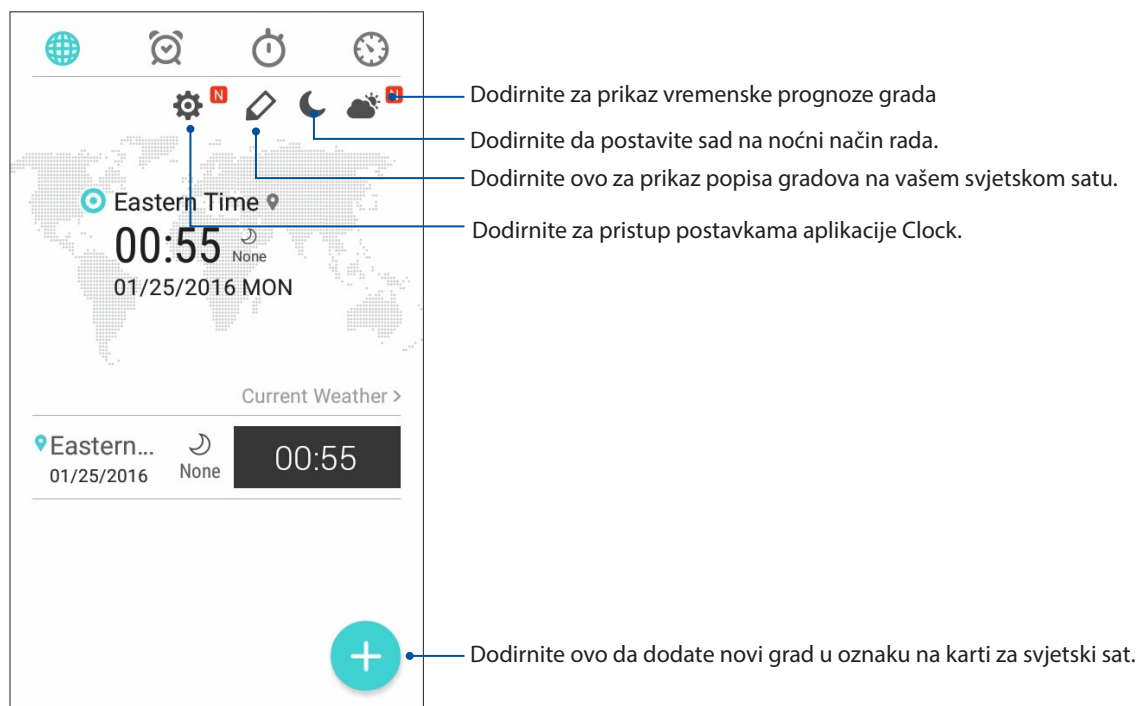 N
N
Dodirnite za prikaz vremenske prognoze grada
Dodirnite da postavite sad na noćni način rada.
Dodirnite ovo za prikaz popisa gradova na vašem svjetskom satu.
Eastern Time
Dodirnite za pristup postavkama aplikacije Clock.
00:55
None
01/25/2016 MON
Current Weather >
Eastern...
01/25/2016
None
00:55
Dodirnite ovo da dodate novi grad u oznaku na karti za svjetski sat.